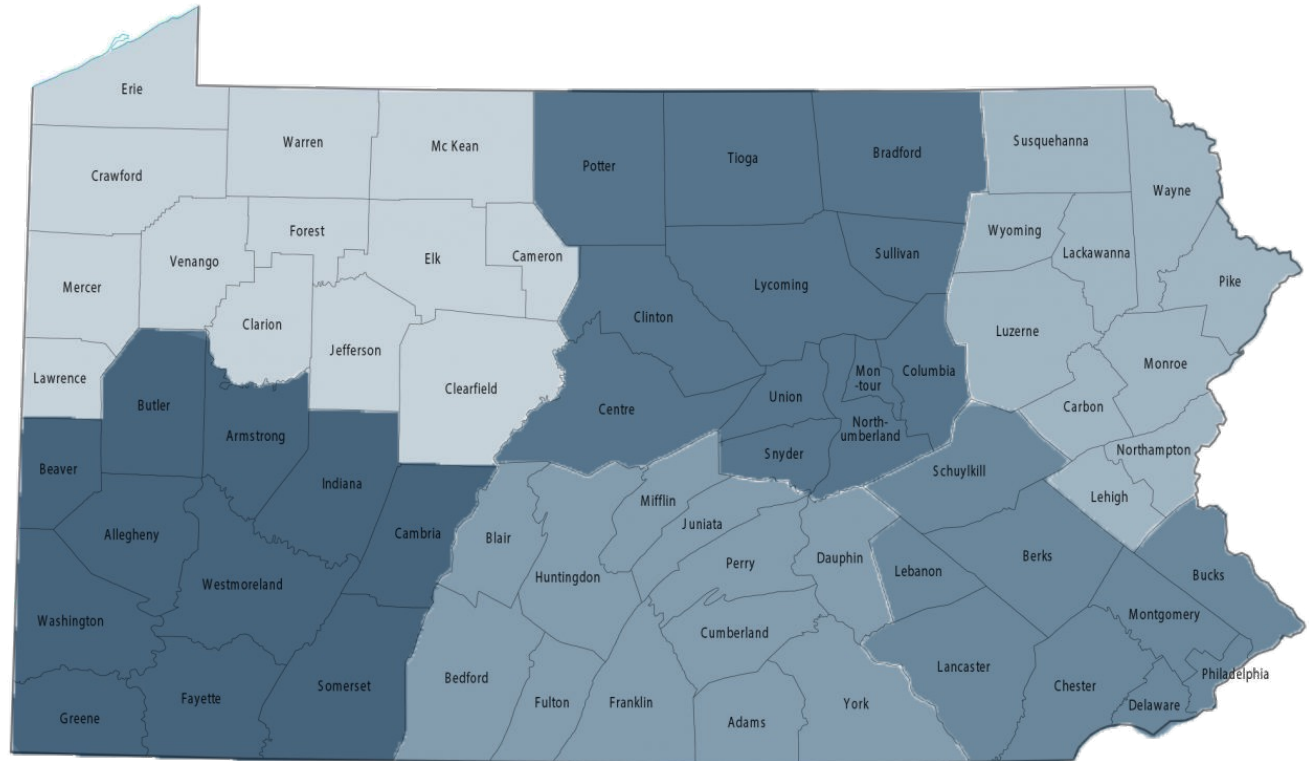 Erie
Warren
Mc Kean
Crawford
Potter
Tioga
Bradford
Susquehanna
Wayne
Forest
Venango
Elk
Cameron
Mercer
Clarion
Jefferson
Lawrence
Clearfield
Sullivan
Lycoming
Clinton
Wyoming
Lackawanna
Pike
Luzerne
Monroe
Carbon
Northampton
Lehigh
Centre
Union
Mon
-tour
Columbia
North-
umberland
Snyder
Butler
Armstrong
Beaver
Indiana
Allegheny
Cambria
Westmoreland
Washington
Greene
Fayette
Somerset
Blair
Huntingdon
Mifflin
Juniata
Perry
Dauphin
Cumberland
Bedford
Fulton
Franklin
Adams
York
Schuylkill
Lebanon
Berks
Bucks
Montgomery
Lancaster
Chester
Delaware
Philadelphia